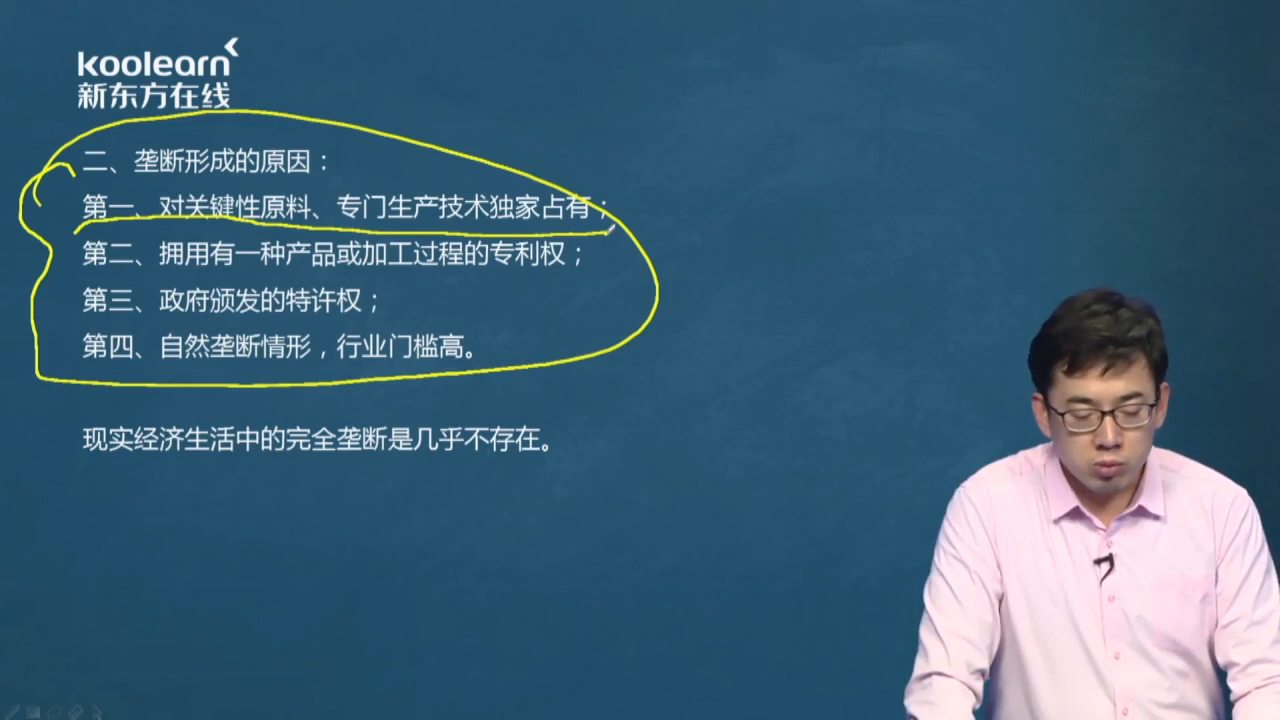 koolearn
新东方在线
二、垄断形成的原因：
第一、对关键性原料、专门生产技术独家占有；
第二、拥用有一种产品或加工过程的专利权；
第三、政府颁发的特许权；
第四、自然垄断情形，行业门槛高。
现实经济生活中的完全垄断是几乎不存在。